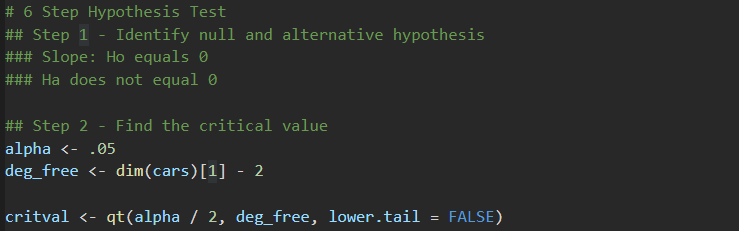 # 6 Step Hypothesis Test
## Step 1 - Identify null and alternative hypothesis
### Slope: Ho equals 0
### Ha does not equal 0
## Step 2 - Find the critical value
alpha <- .05
deg_free <- dim(cars)[1] - 2
critval <- qt(alpha / 2, deg_free, lower.tail = FALSE)